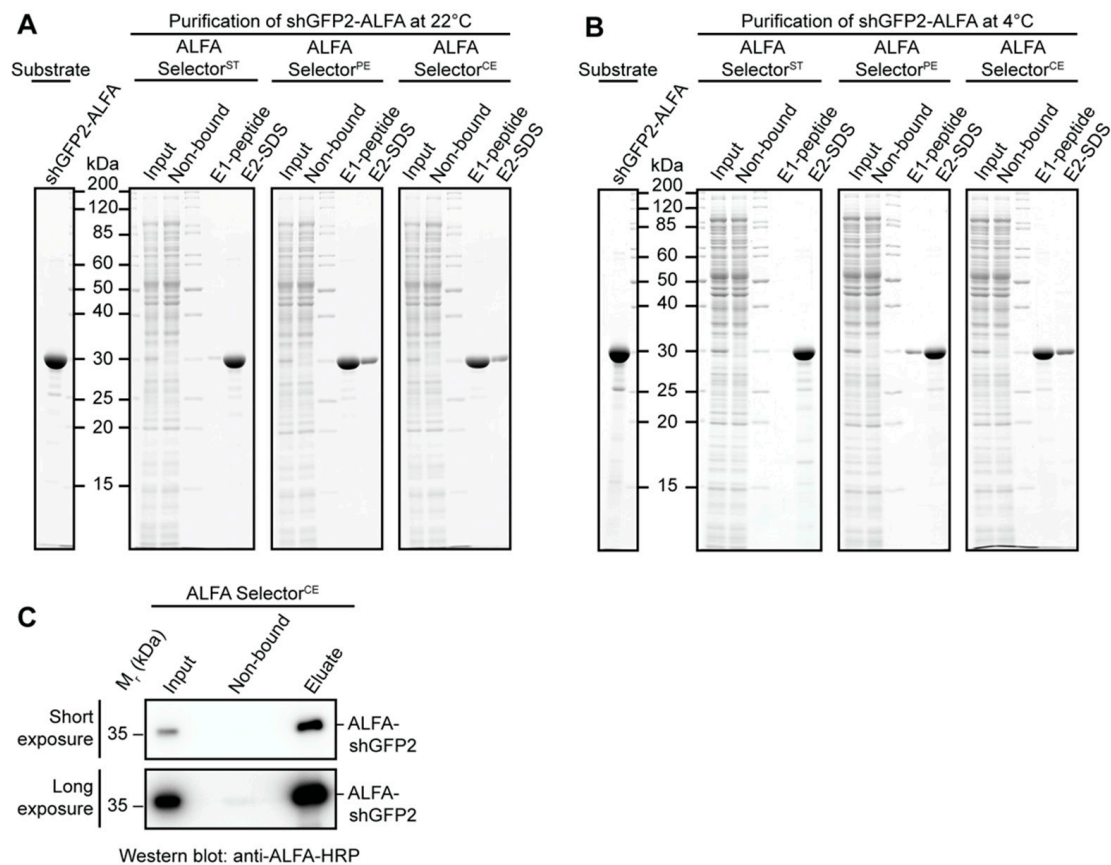 A
Purification of shGFP2-ALFA at 22°C
Substrate
ALFA
Selector^ST
ALFA
Selector^PE
ALFA
Selector^CE
shGFP2-ALFA
kDa
Input
Non-bound
E1-peptide
E2-SDS
Input
Non-bound
E1-peptide
E2-SDS
Input
Non-bound
E1-peptide
E2-SDS
200
120
85
60
50
40
30
25
20
15
B
Purification of shGFP2-ALFA at 4°C
Substrate
ALFA
Selector^ST
ALFA
Selector^PE
ALFA
Selector^CE
shGFP2-ALFA
kDa
Input
Non-bound
E1-peptide
E2-SDS
Input
Non-bound
E1-peptide
E2-SDS
Input
Non-bound
E1-peptide
E2-SDS
200
120
85
60
50
40
30
25
20
15
C
ALFA Selector^CE
M_r (kDa)
Input
Non-bound
Eluate
Short
exposure
35
ALFA-
shGFP2
Long
exposure
35
ALFA-
shGFP2
Western blot: anti-ALFA-HRP